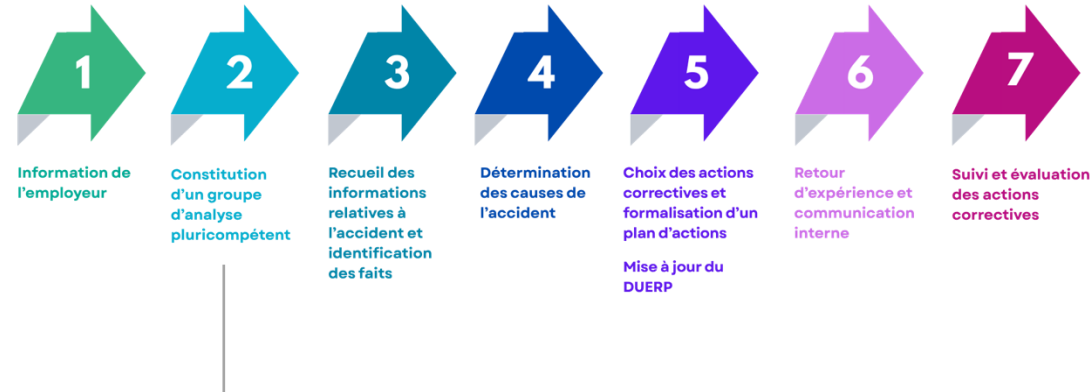 1
Information de
l'employeur
2
Constitution
d'un groupe
d'analyse
pluricompétent
3
Recueil des
informations
relatives à
l'accident et
identification
des faits
4
Détermination
des causes de
l'accident
5
Choix des actions
correctives et
formalisation d'un
plan d'actions
Mise à jour du
DUERP
6
Retour
d'expérience et
communication
interne
7
Suivi et évaluation
des actions
correctives